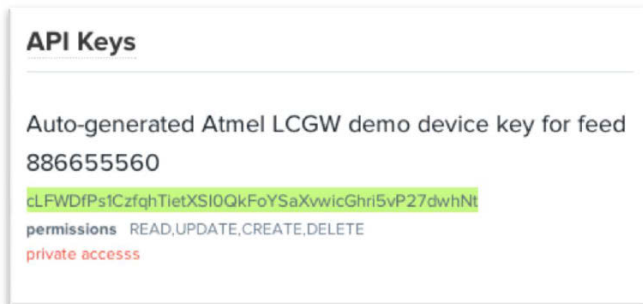 API Keys
Auto-generated Atmel LCGW demo device key for feed
886655560
cLFWDfPs1CzfqhTietXSI0QkFoYSaXvwicGhri5vP27dwhNt
permissions READ,UPDATE,CREATE,DELETE
private accesss